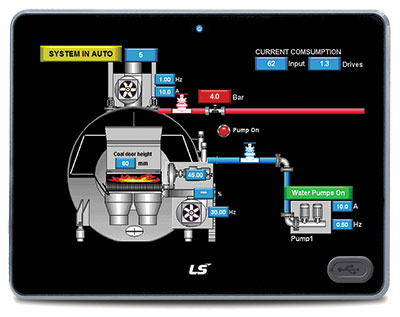 SYSTEM IN AUTO
5
CURRENT COMSUMPTION
62 Input 1.3 Drives
1.00 Hz
10.0 A
4.0 Bar
Pump On
Coal door height
60 mm
45.00
%
30.00 Hz
Water Pumps On
10.0 A
0.50 Hz
Pump1
LS